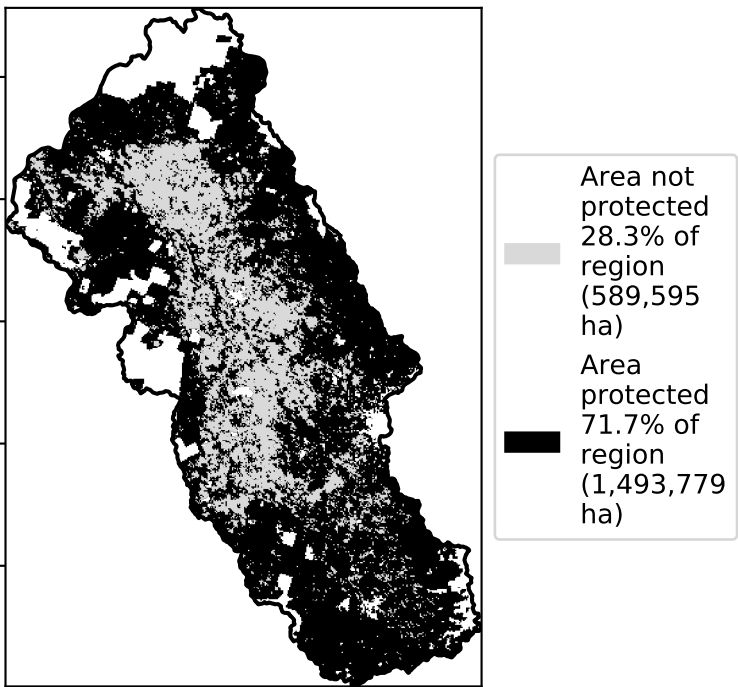 Area not
protected
28.3% of
region
(589,595
ha)
Area
protected
71.7% of
region
(1,493,779
ha)